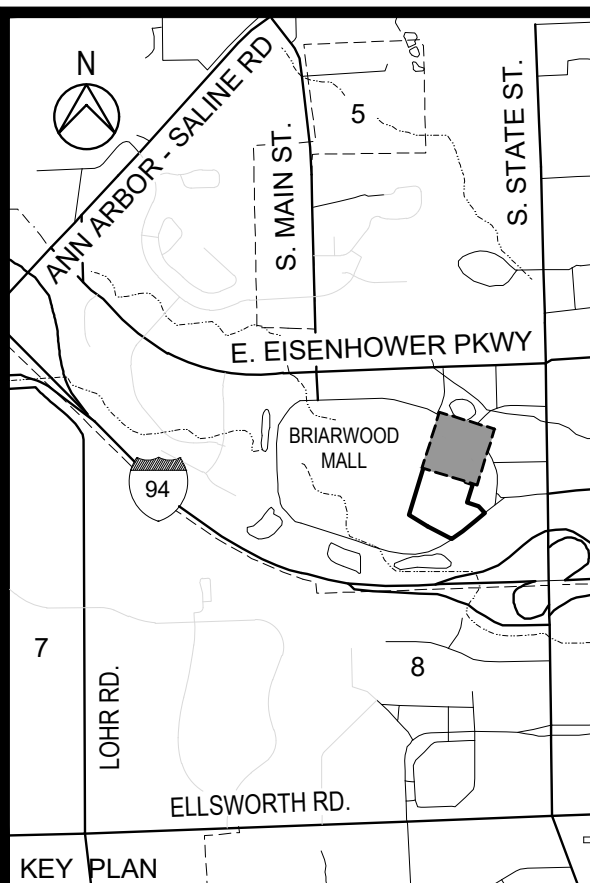 N
ANN ARBOR - SALINE RD
5
S. MAIN ST.
S. STATE ST.
E. EISENHOWER PKWY
BRIARWOOD
MALL
94
7
8
LOHR RD.
ELLSWORTH RD.
KEY PLAN